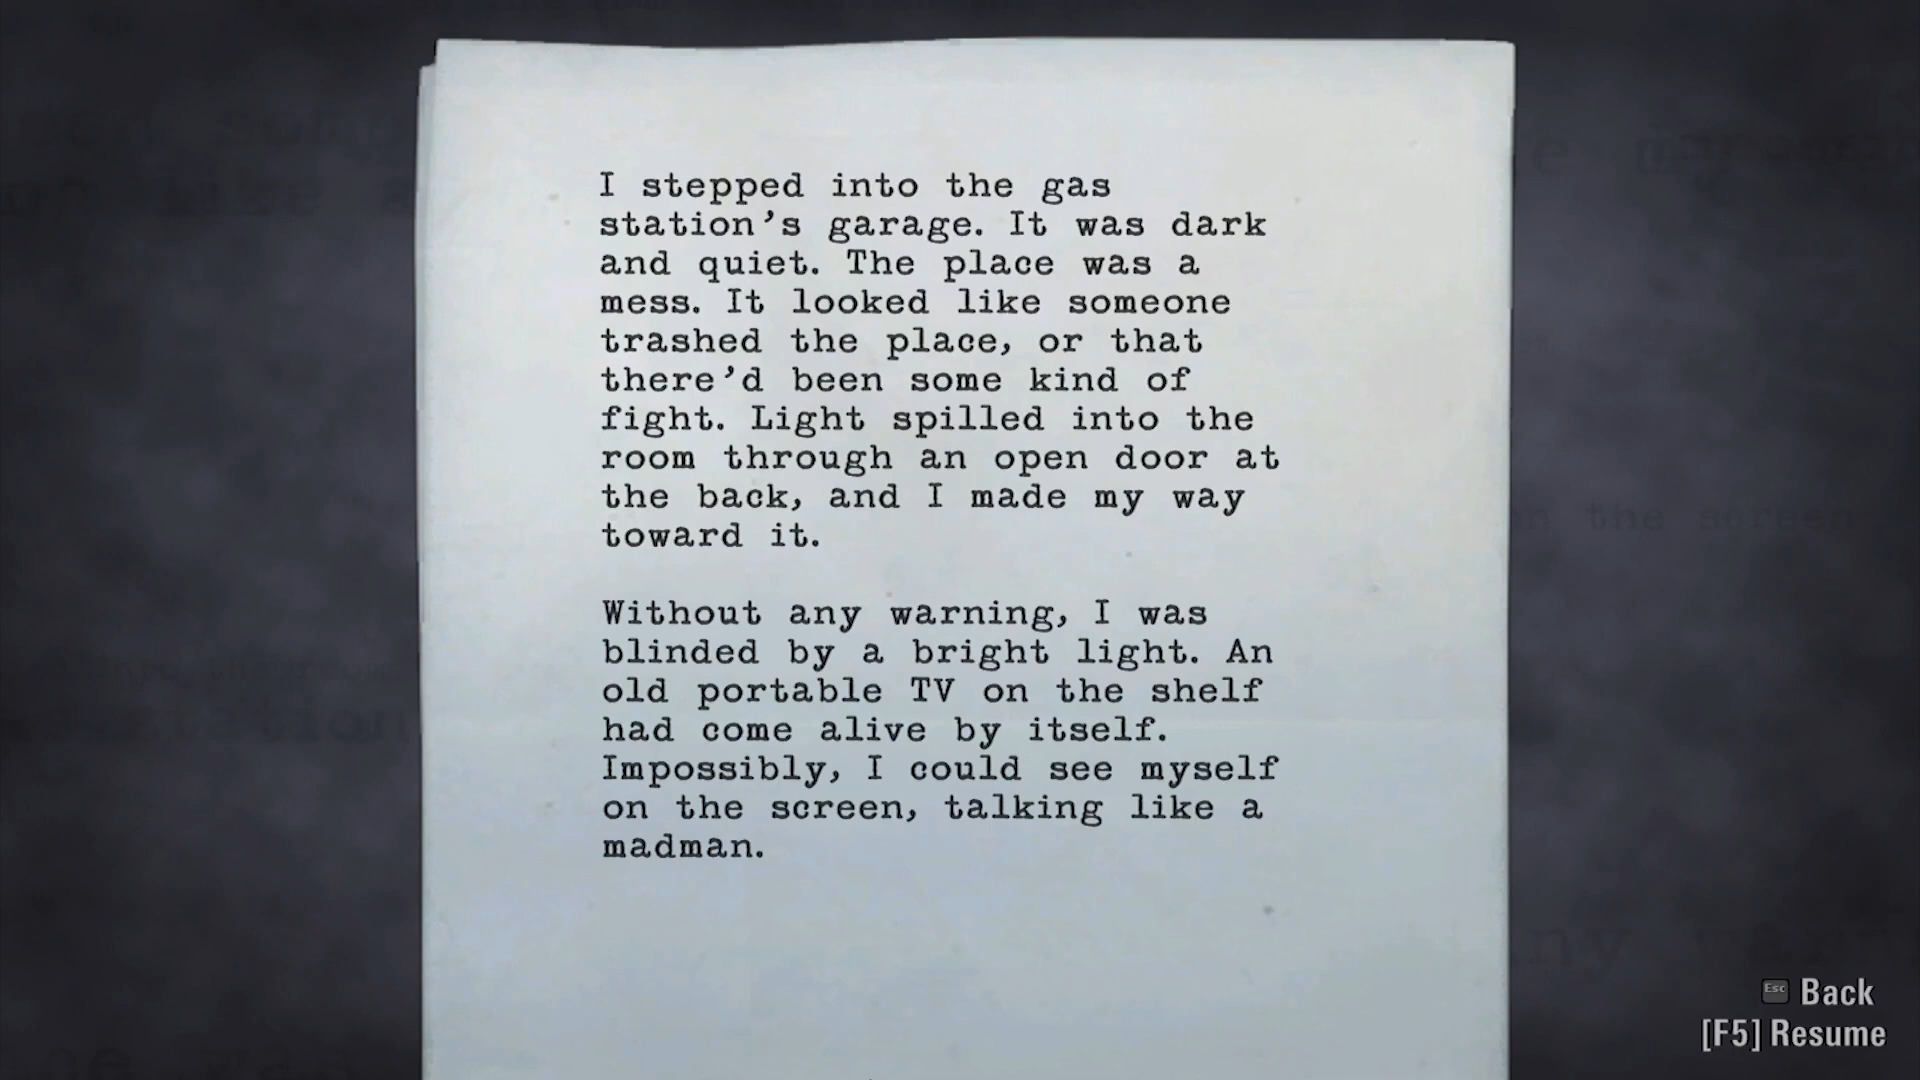 I stepped into the gas
station’s garage. It was dark
and quiet. The place was a
mess. It looked like someone
trashed the place, or that
there’d been some kind of
fight. Light spilled into the
room through an open door at
the back, and I made my way
toward it.
Without any warning, I was
blinded by a bright light. An
old portable TV on the shelf
had come alive by itself.
Impossibly, I could see myself
on the screen, talking like a
madman.
on the screen
Esc Back
[F5] Resume